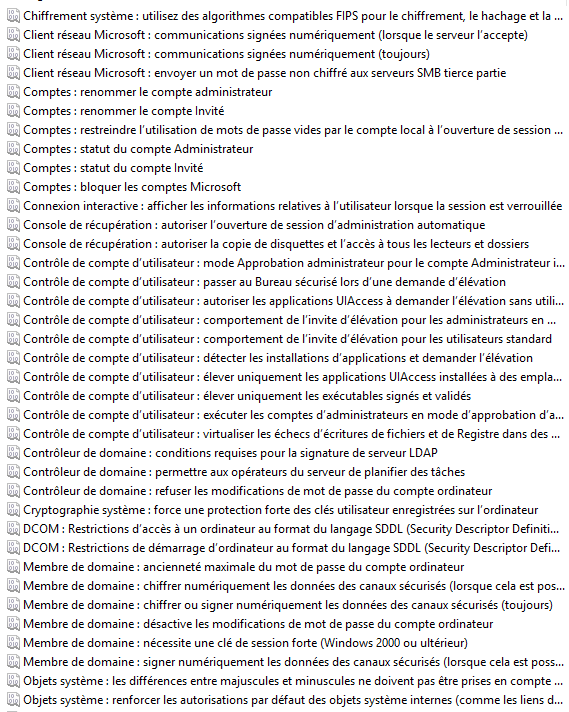 Chiffrement système : utilisez des algorithmes compatibles FIPS pour le chiffrement, le hachage et la ...
Client réseau Microsoft : communications signées numériquement (lorsque le serveur l'accepte)
Client réseau Microsoft : communications signées numériquement (toujours)
Client réseau Microsoft : envoyer un mot de passe non chiffré aux serveurs SMB tierce partie
Comptes : renommer le compte administrateur
Comptes : renommer le compte Invité
Comptes : restreindre l'utilisation de mots de passe vides par le compte local à l'ouverture de session ...
Comptes : statut du compte Administrateur
Comptes : statut du compte Invité
Comptes : bloquer les comptes Microsoft
Connexion interactive : afficher les informations relatives à l'utilisateur lorsque la session est verrouillée
Console de récupération : autoriser l'ouverture de session d'administration automatique
Console de récupération : autoriser la copie de disquettes et l'accès à tous les lecteurs et dossiers
Contrôle de compte d'utilisateur : mode Approbation administrateur pour le compte Administrateur i...
Contrôle de compte d'utilisateur : passer au Bureau sécurisé lors d'une demande d'élévation
Contrôle de compte d'utilisateur : autoriser les applications UIAccess à demander l'élévation sans utili...
Contrôle de compte d'utilisateur : comportement de l'invite d'élévation pour les administrateurs en ...
Contrôle de compte d'utilisateur : comportement de l'invite d'élévation pour les utilisateurs standard
Contrôle de compte d'utilisateur : détecter les installations d'applications et demander l'élévation
Contrôle de compte d'utilisateur : élever uniquement les applications UIAccess installées à des empla...
Contrôle de compte d'utilisateur : élever uniquement les exécutables signés et validés
Contrôle de compte d'utilisateur : exécuter les comptes d'administrateurs en mode d'approbation d'a...
Contrôle de compte d'utilisateur : virtualiser les échecs d'écritures de fichiers et de Registre dans des ...
Contrôleur de domaine : conditions requises pour la signature de serveur LDAP
Contrôleur de domaine : permettre aux opérateurs du serveur de planifier des tâches
Contrôleur de domaine : refuser les modifications de mot de passe du compte ordinateur
Cryptographie système : force une protection forte des clés utilisateur enregistrées sur l'ordinateur
DCOM : Restrictions d'accès à un ordinateur au format du langage SDDL (Security Descriptor Definiti...
DCOM : Restrictions de démarrage d'ordinateur au format du langage SDDL (Security Descriptor Defi...
Membre de domaine : ancienneté maximale du mot de passe du compte ordinateur
Membre de domaine : chiffrer numériquement les données des canaux sécurisés (lorsque cela est pos...
Membre de domaine : chiffrer ou signer numériquement les données des canaux sécurisés (toujours)
Membre de domaine : désactive les modifications de mot de passe du compte ordinateur
Membre de domaine : nécessite une clé de session forte (Windows 2000 ou ultérieur)
Membre de domaine : signer numériquement les données des canaux sécurisés (lorsque cela est poss...
Objets système : les différences entre majuscules et minuscules ne doivent pas être prises en compte ...
Objets système : renforcer les autorisations par défaut des objets système internes (comme les liens d...